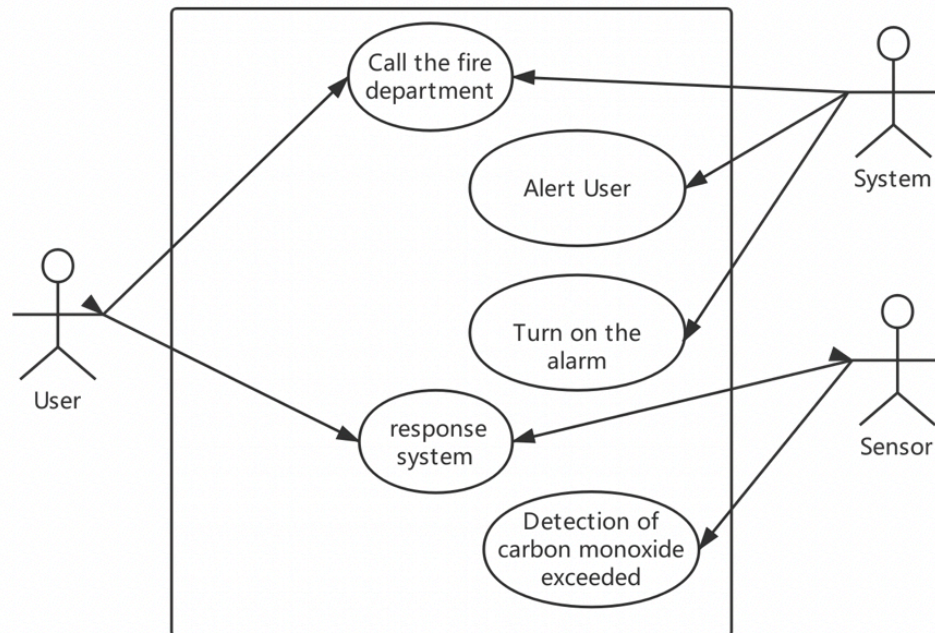 Call the fire
department
System
Alert User
User
Turn on the
alarm
response
system
Sensor
Detection of
carbon monoxide
exceeded